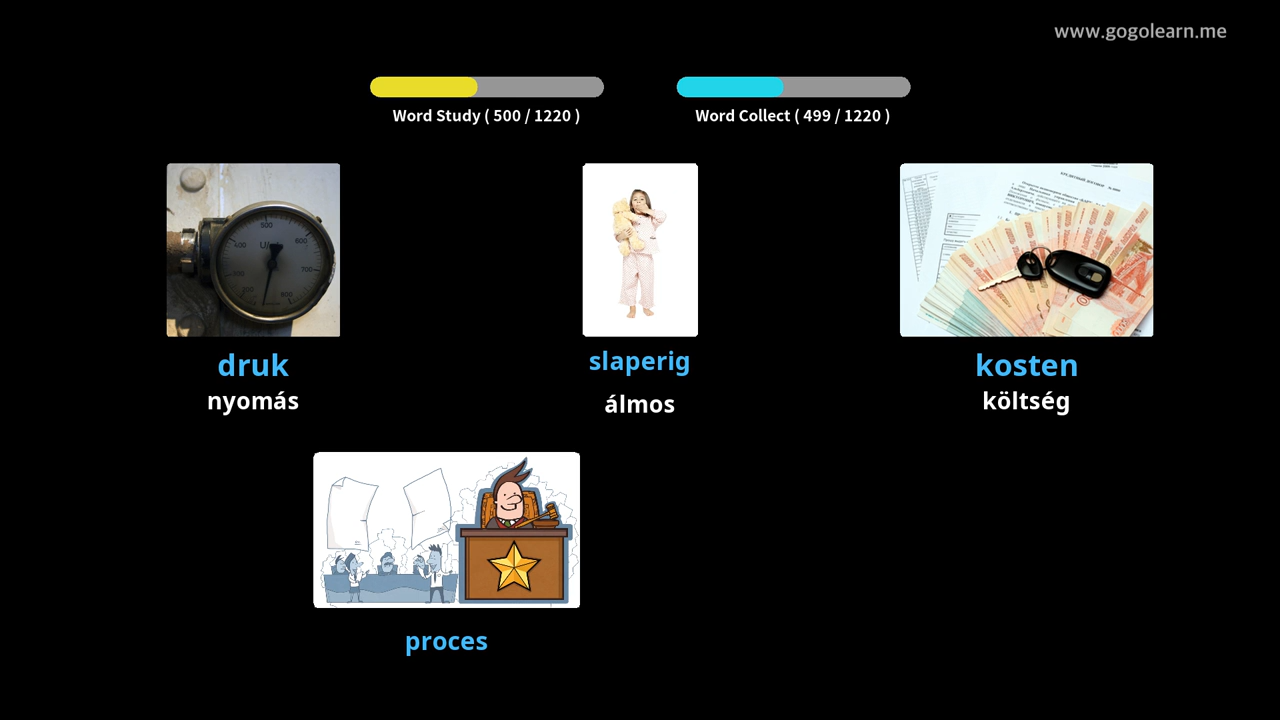 www.gogolearn.me
Word Study ( 500 / 1220 )
Word Collect ( 499 / 1220 )
druk
nyomás
slaperig
álmos
kosten
költség
proces